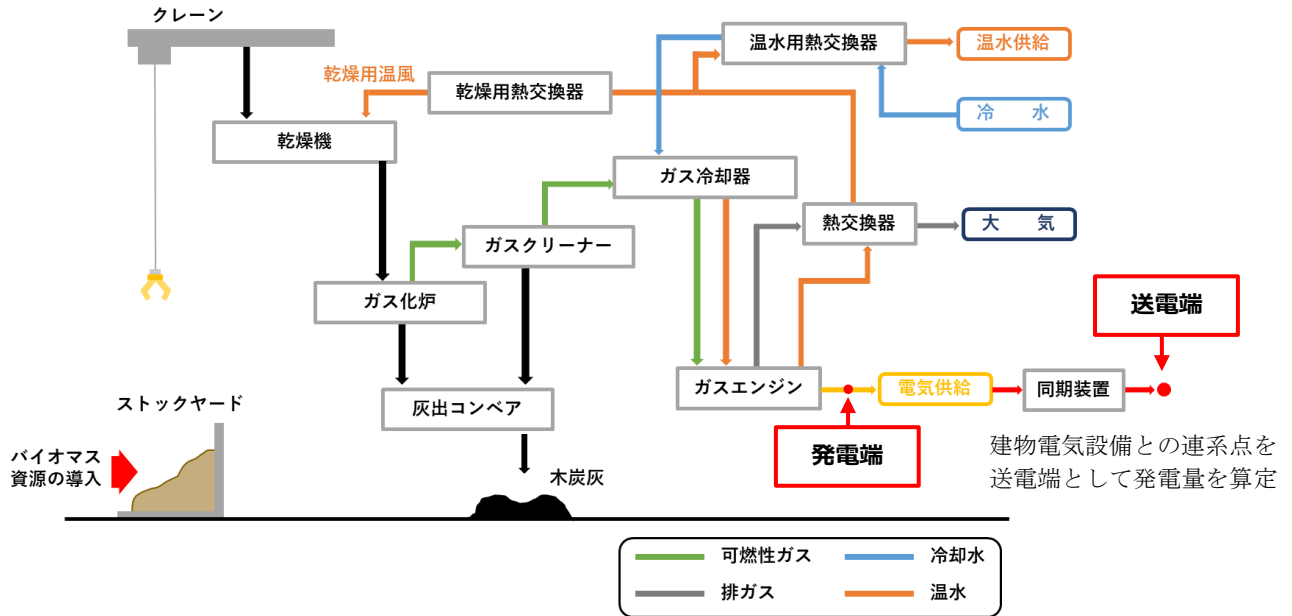 クレーン
温水用熱交換器
温水供給
乾燥用温風
乾燥用熱交換器
冷 水
乾燥機
ガス冷却器
熱交換器
大 気
ガスクリーナー
ガス化炉
送電端
ガスエンジン
電気供給
同期装置
ストックヤード
灰出コンベア
発電端
建物電気設備との連系点を
送電端として発電量を算定
バイオマス
資源の導入
木炭灰
可燃性ガス
冷却水
排ガス
温水